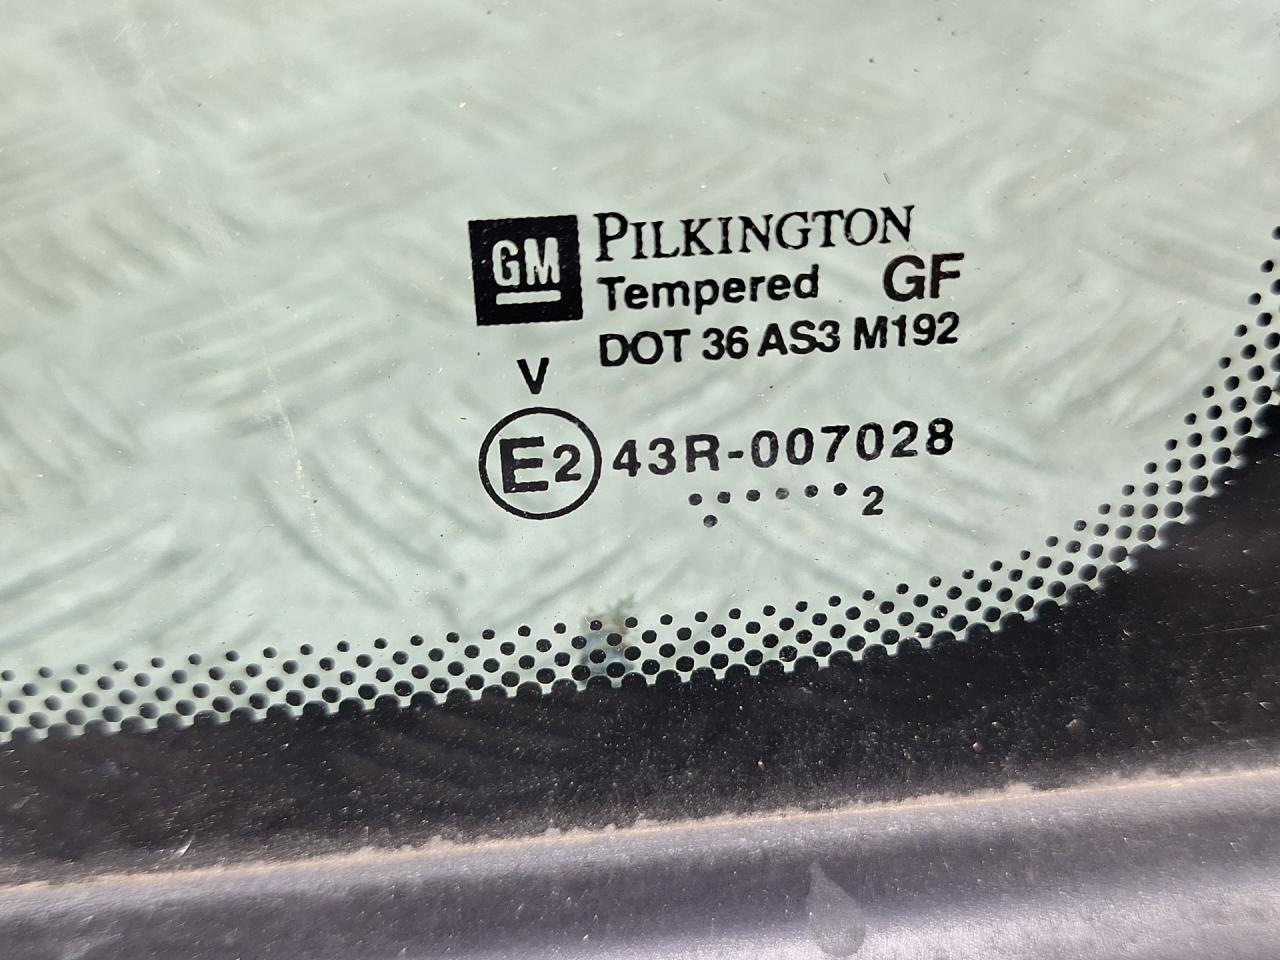 GM PILKINGTON
Tempered GF
DOT 36 AS3 M192
V
E2 43R-007028
2